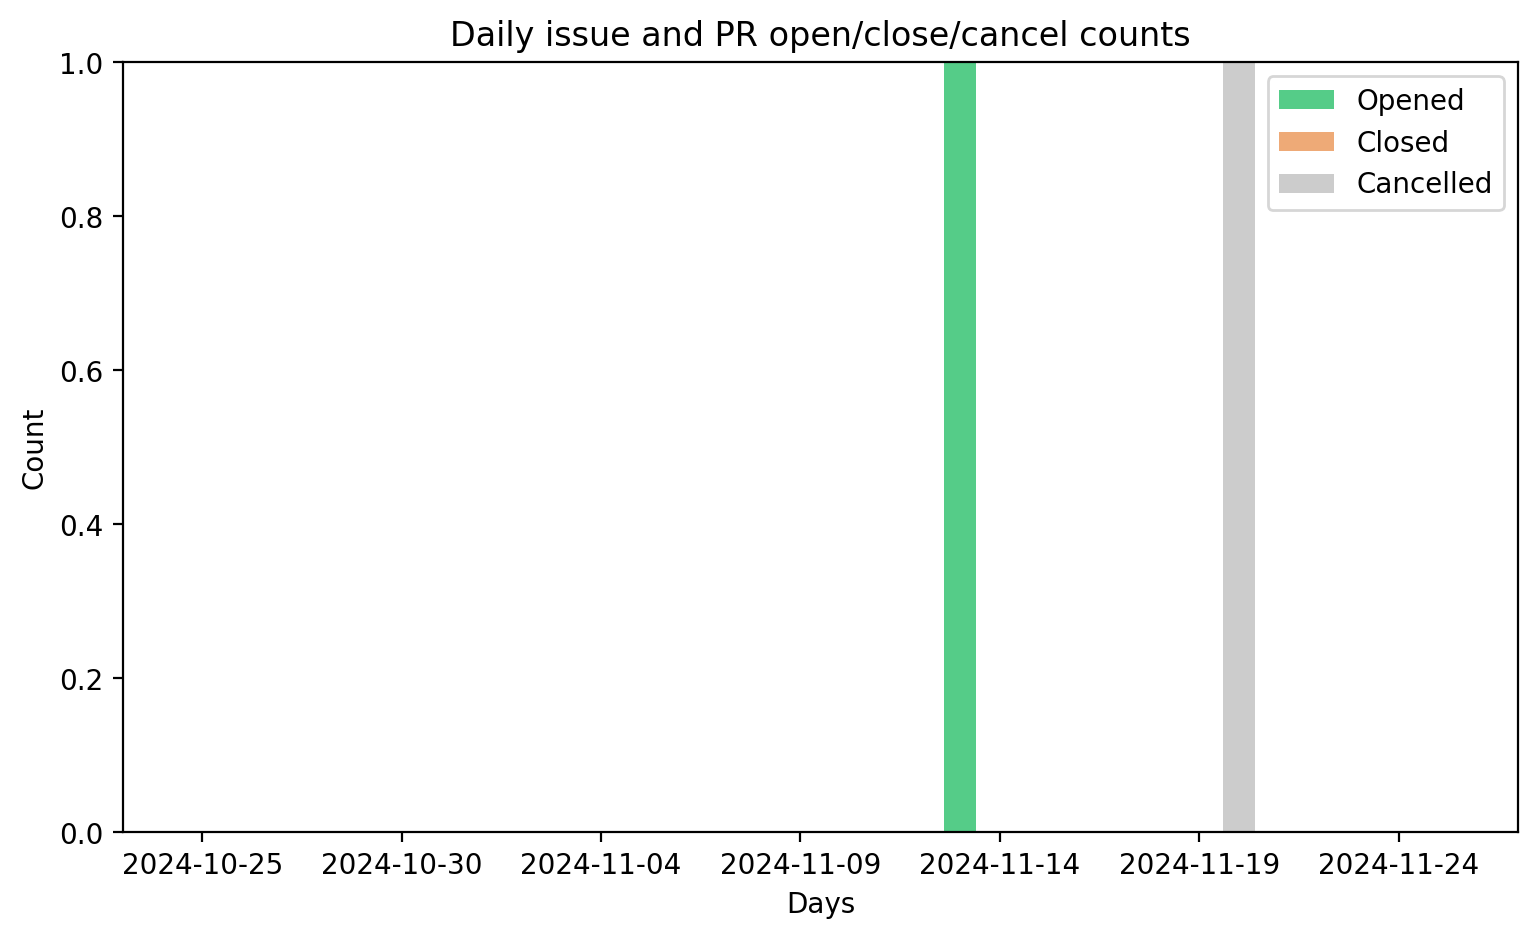 Daily issue and PR open/close/cancel counts
1.0
0.8
0.6
0.4
0.2
0.0
Count
Opened
Closed
Cancelled
2024-10-25 2024-10-30 2024-11-04 2024-11-09 2024-11-14 2024-11-19 2024-11-24
Days